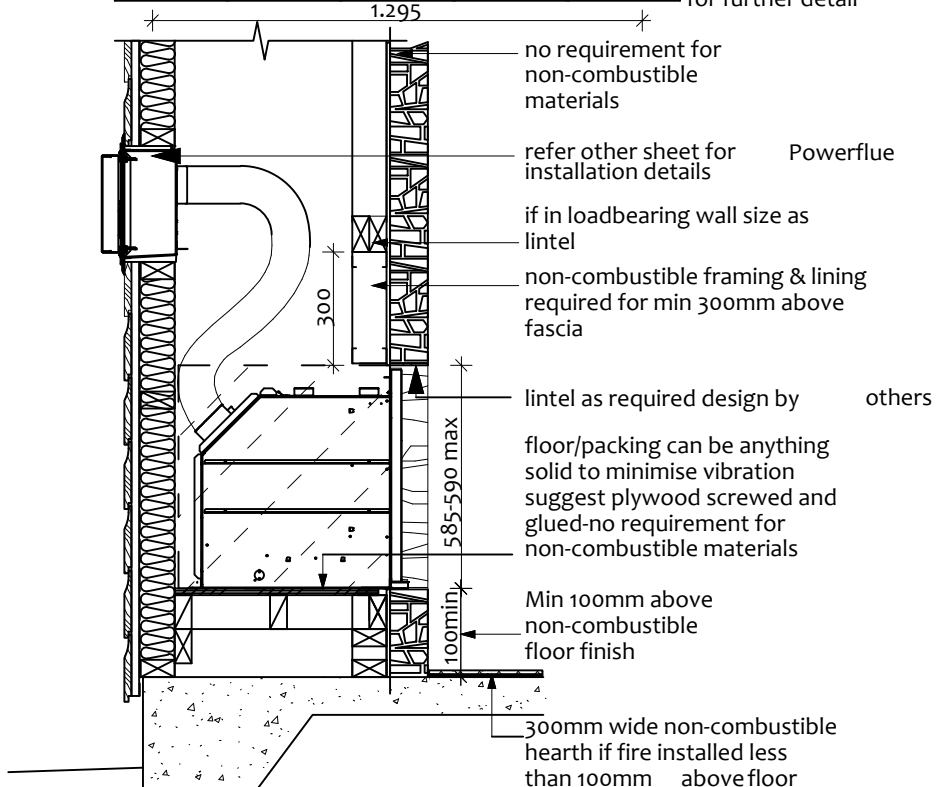 for further detail
1.295
no requirement for
non-combustible
materials
refer other sheet for Powerflue
installation details
if in loadbearing wall size as
lintel
non-combustible framing & lining
required for min 300mm above
fascia
300
lintel as required design by others
floor/packing can be anything
solid to minimise vibration
suggest plywood screwed and
glued-no requirement for
non-combustible materials
585-590 max
Min 100mm above
non-combustible
floor finish
100min
300mm wide non-combustible
hearth if fire installed less
than 100mm above floor